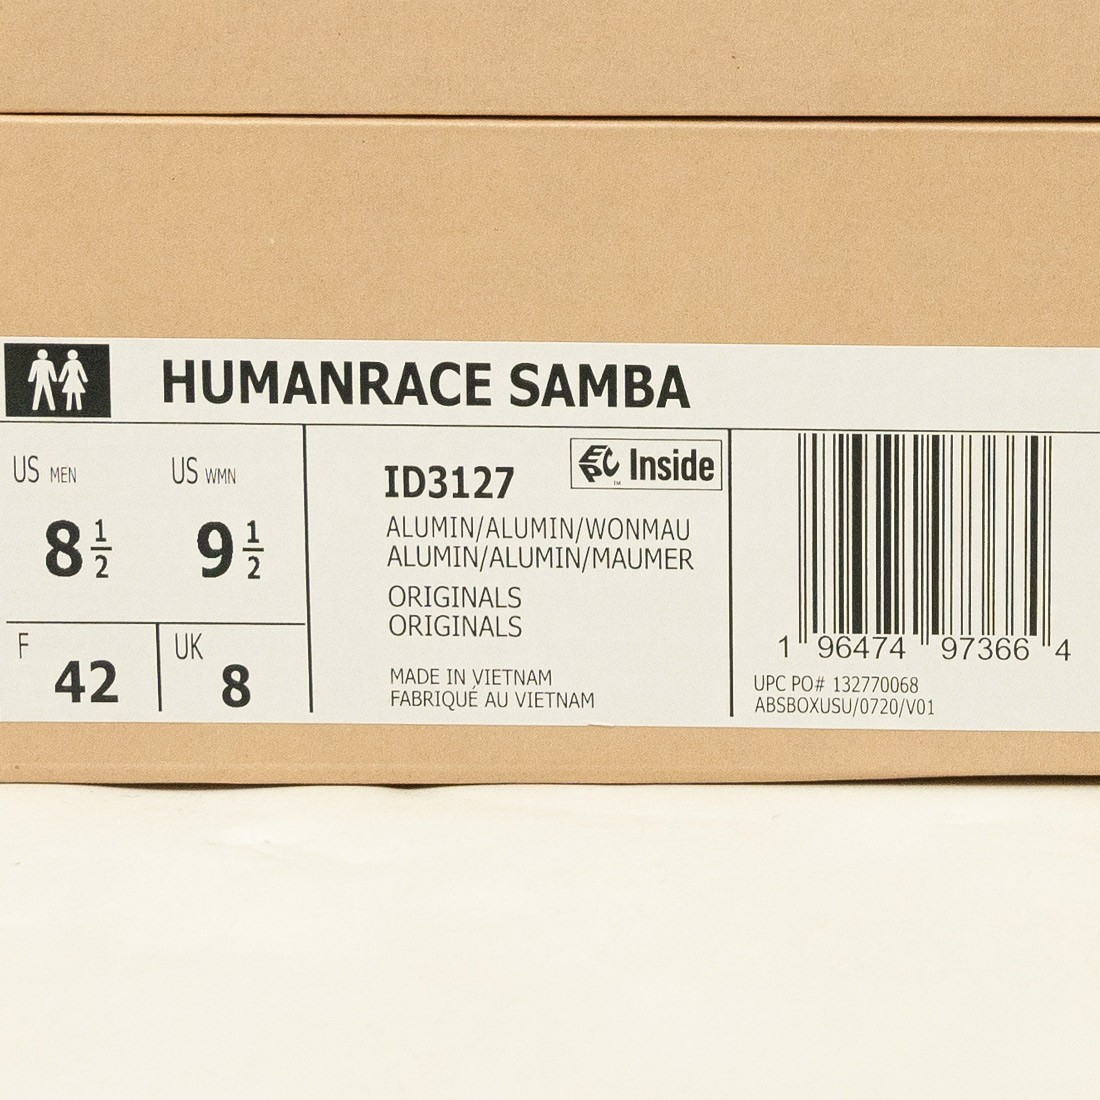 HUMANRACE SAMBA
US MEN
8 1/2
US WMN
9 1/2
F
42
UK
8
ID3127
EPC Inside
™
ALUMIN/ALUMIN/WONMAU
ALUMIN/ALUMIN/MAUMER
ORIGINALS
ORIGINALS
MADE IN VIETNAM
FABRIQUÉ AU VIETNAM
1 96474 97366 4
UPC PO# 132770068
ABSBOXUSU/0720/V01